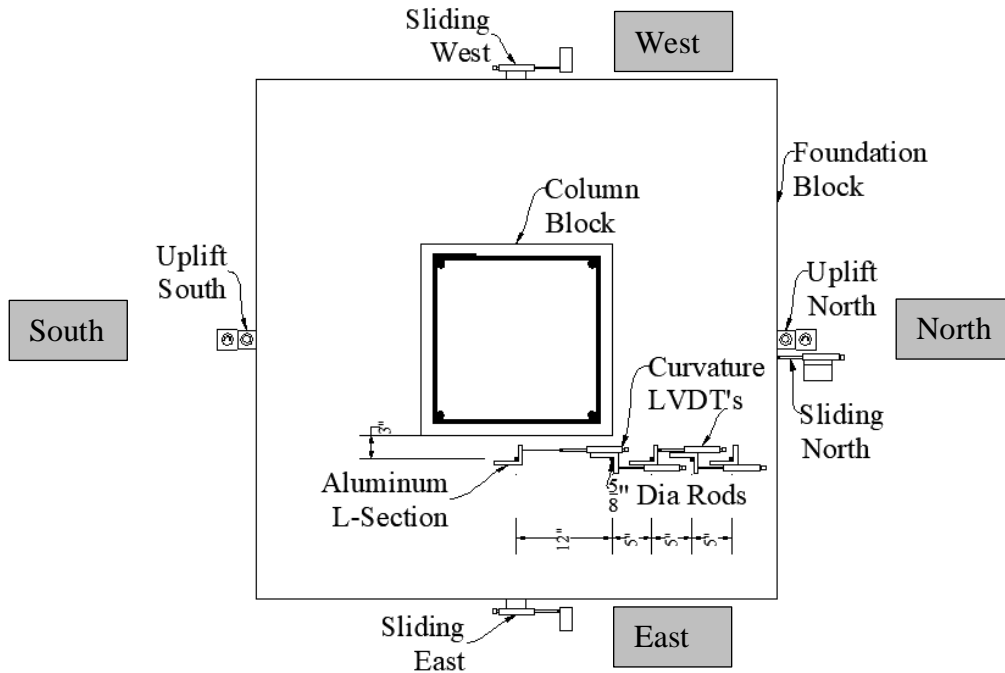 Sliding
West
West
Foundation
Block
Column
Block
Uplift
South
Uplift
North
South
North
Curvature
LVDT's
Sliding
North
3"
Aluminum
L-Section
5/8" Dia Rods
12"
5"
5"
5"
Sliding
East
East